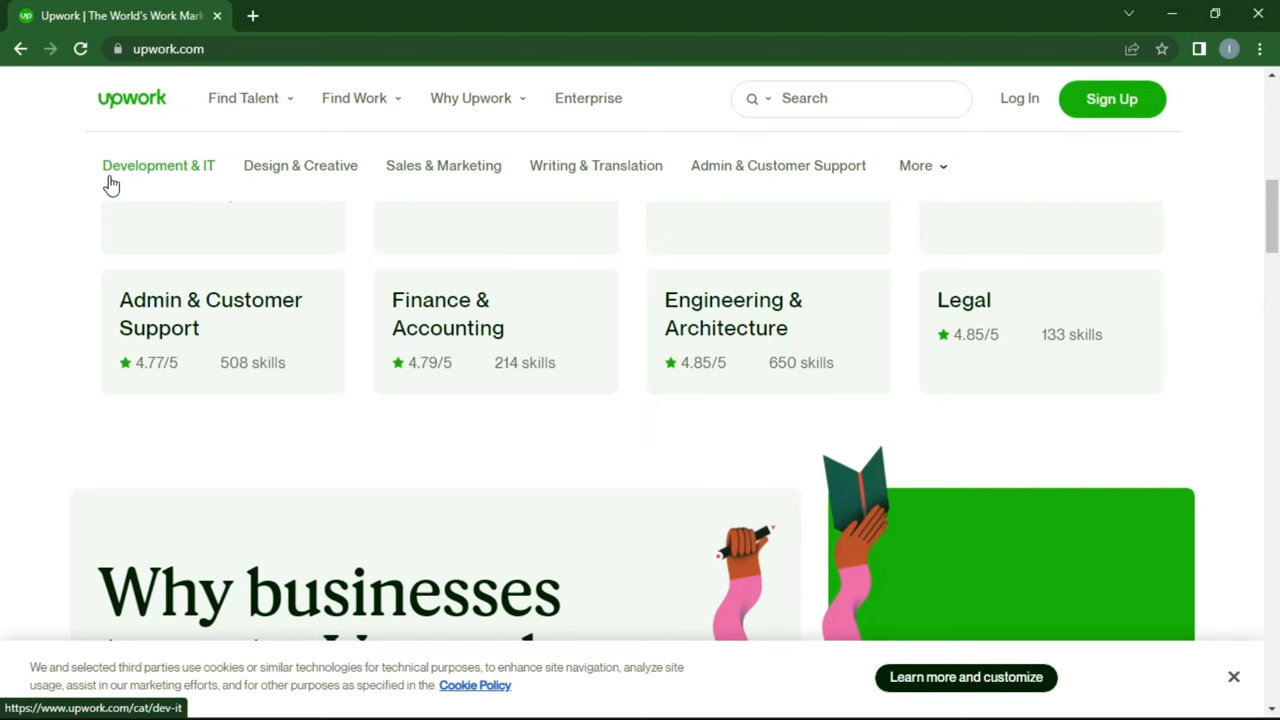 Upwork | The World's Work Mar
upwork.com
upwork
Find Talent
Find Work
Why Upwork
Enterprise
Search
Log In
Sign Up
Development & IT
Design & Creative
Sales & Marketing
Writing & Translation
Admin & Customer Support
More
Admin & Customer
Support
4.77/5 508 skills
Finance &
Accounting
4.79/5 214 skills
Engineering &
Architecture
4.85/5 650 skills
Legal
4.85/5 133 skills
Why businesses
We and selected third parties use cookies or similar technologies for technical purposes, to enhance site navigation, analyze site
usage, assist in our marketing efforts, and for other purposes as specified in the Cookie Policy
Learn more and customize
https://www.upwork.com/cat/dev-it